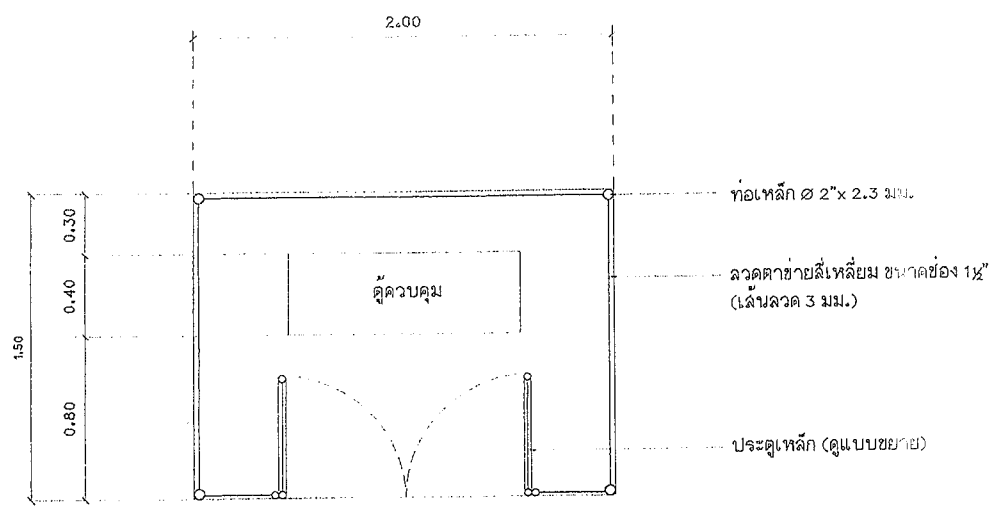 2.00
ท่อเหล็ก Ø 2"x 2.3 มม.
0.30
ลวดตาข่ายสี่เหลี่ยม ขนาดช่อง 1½"
(เส้นลวด 3 มม.)
0.40
ตู้ควบคุม
1.50
0.80
ประตูเหล็ก (ดูแบบขยาย)